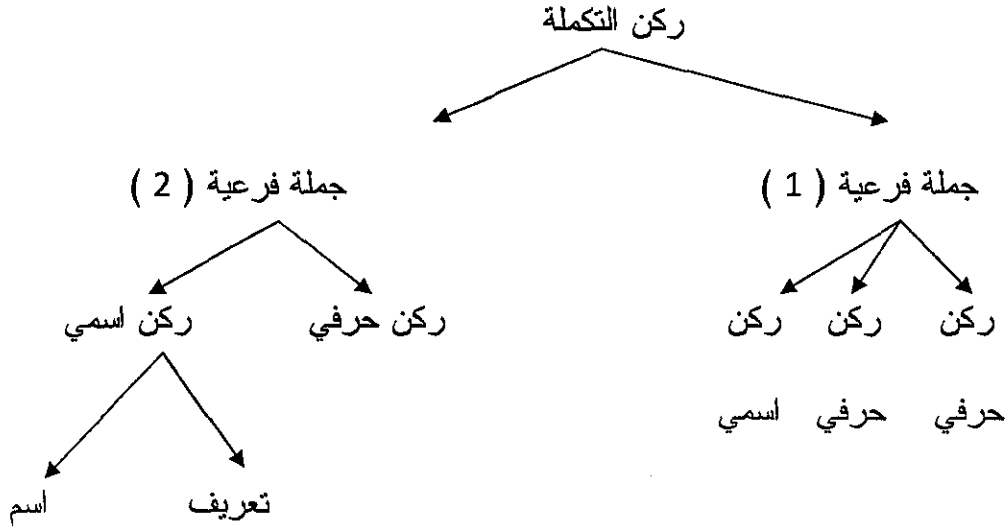 ركن التكملة
جملة فرعية ( 1 ) جملة فرعية ( 2 )
ركن ركن ركن ركن حرفي ركن اسمي
حرفي حرفي اسمي
تعريف اسم